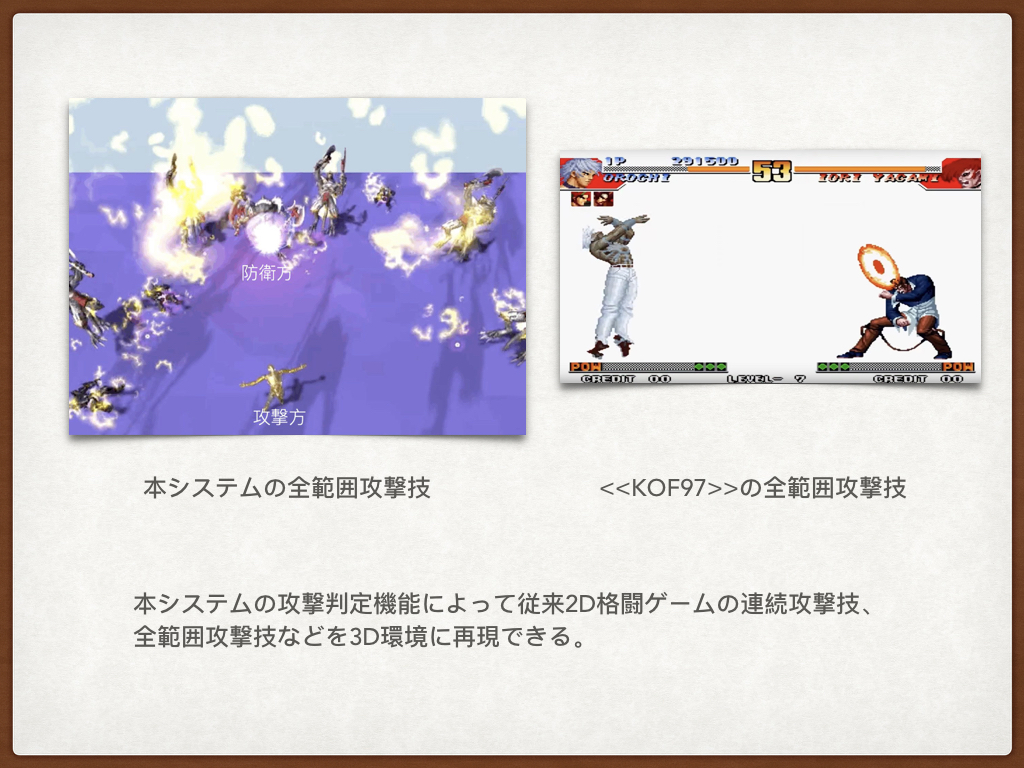 防衛方
攻撃方
1P 291500
53
OROCHI
IORI YAGAMI
POW
POW
CREDIT 00
LEVEL- 7
CREDIT 00
本システムの全範囲攻撃技
<<KOF97>>の全範囲攻撃技
本システムの攻撃判定機能によって従来2D格闘ゲームの連続攻撃技、
全範囲攻撃技などを3D環境に再現できる。